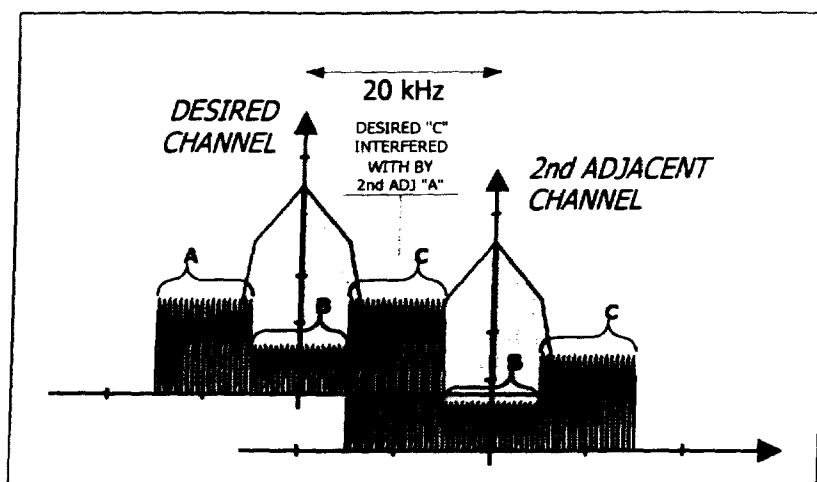 20 kHz
DESIRED
CHANNEL
DESIRED "C"
INTERFERED
WITH BY
2nd ADJ "A"
2nd ADJACENT
CHANNEL
A
C
B
C
B